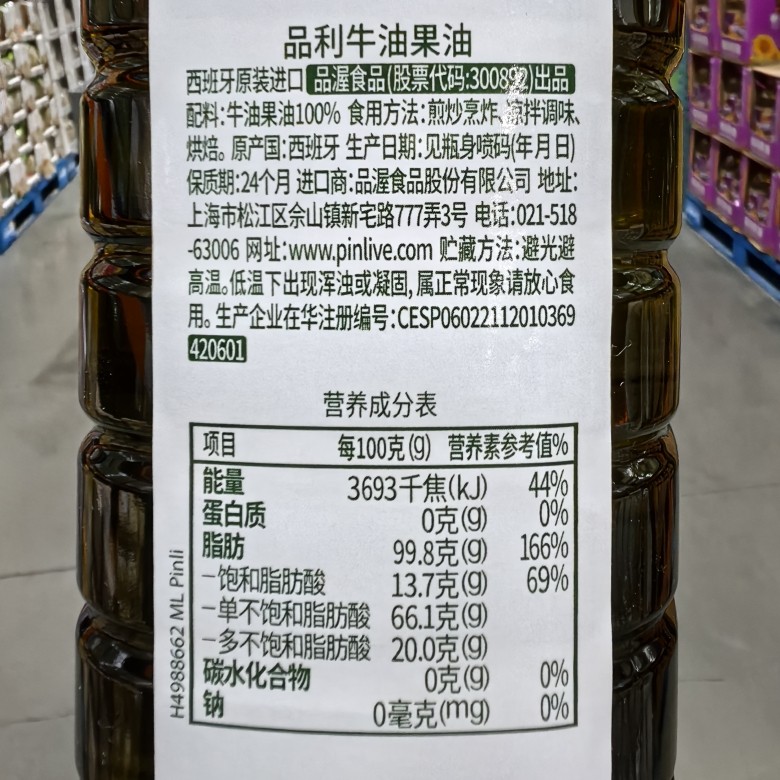 品利牛油果油
西班牙原装进口 品渥食品(股票代码:300892)出品
配料:牛油果油100% 食用方法:煎炒烹炸、凉拌调味、
烘焙。原产国:西班牙 生产日期:见瓶身喷码(年月日)
保质期:24个月 进口商:品渥食品股份有限公司 地址:
上海市松江区佘山镇新宅路777弄3号 电话:021-518
-63006 网址:www.pinlive.com 贮藏方法:避光避
高温。低温下出现浑浊或凝固,属正常现象请放心食
用。生产企业在华注册编号:CESP06022112010369
420601
营养成分表
项目 每100克(g) 营养素参考值%
能量 3693千焦(kJ) 44%
蛋白质 0克(g) 0%
脂肪 99.8克(g) 166%
-饱和脂肪酸 13.7克(g) 69%
-单不饱和脂肪酸 66.1克(g)
-多不饱和脂肪酸 20.0克(g)
碳水化合物 0克(g) 0%
钠 0毫克(mg) 0%
H4988662 ML Pinli